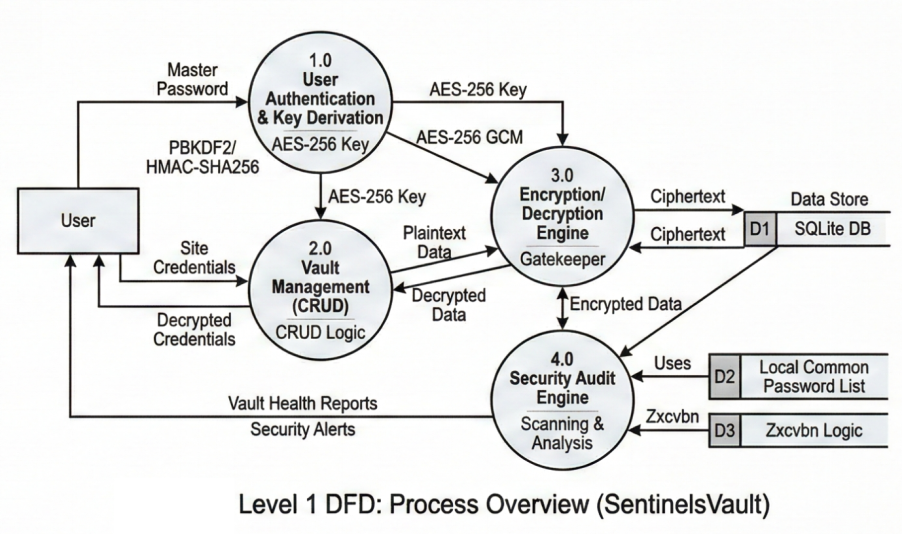 1.0
User
Authentication
& Key Derivation
AES-256 Key
Master
Password
PBKDF2/
HMAC-SHA256
AES-256 Key
AES-256 GCM
AES-256 Key
User
Site
Credentials
Decrypted
Credentials
2.0
Vault
Management
(CRUD)
CRUD Logic
Plaintext
Data
Decrypted
Data
3.0
Encryption/
Decryption
Engine
Gatekeeper
Ciphertext
Ciphertext
Data Store
D1
SQLite DB
Encrypted Data
4.0
Security Audit
Engine
Scanning &
Analysis
Uses
D2
Local Common
Password List
Zxcvbn
D3
Zxcvbn Logic
Vault Health Reports
Security Alerts
Level 1 DFD: Process Overview (SentinelsVault)